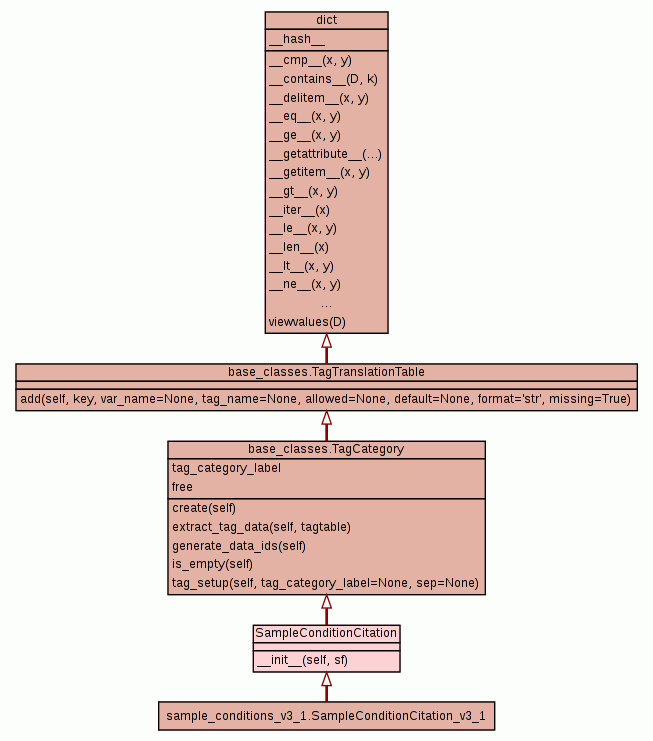 dict
__hash__
__cmp__(x, y)
__contains__(D, k)
__delitem__(x, y)
__eq__(x, y)
__ge__(x, y)
__getattribute__(...)
__getitem__(x, y)
__gt__(x, y)
__iter__(x)
__le__(x, y)
__len__(x)
__lt__(x, y)
__ne__(x, y)
...
viewvalues(D)
base_classes.TagTranslationTable
add(self, key, var_name=None, tag_name=None, allowed=None, default=None, format='str', missing=True)
base_classes.TagCategory
tag_category_label
free
create(self)
extract_tag_data(self, tagtable)
generate_data_ids(self)
is_empty(self)
tag_setup(self, tag_category_label=None, sep=None)
SampleConditionCitation
__init__(self, sf)
sample_conditions_v3_1.SampleConditionCitation_v3_1